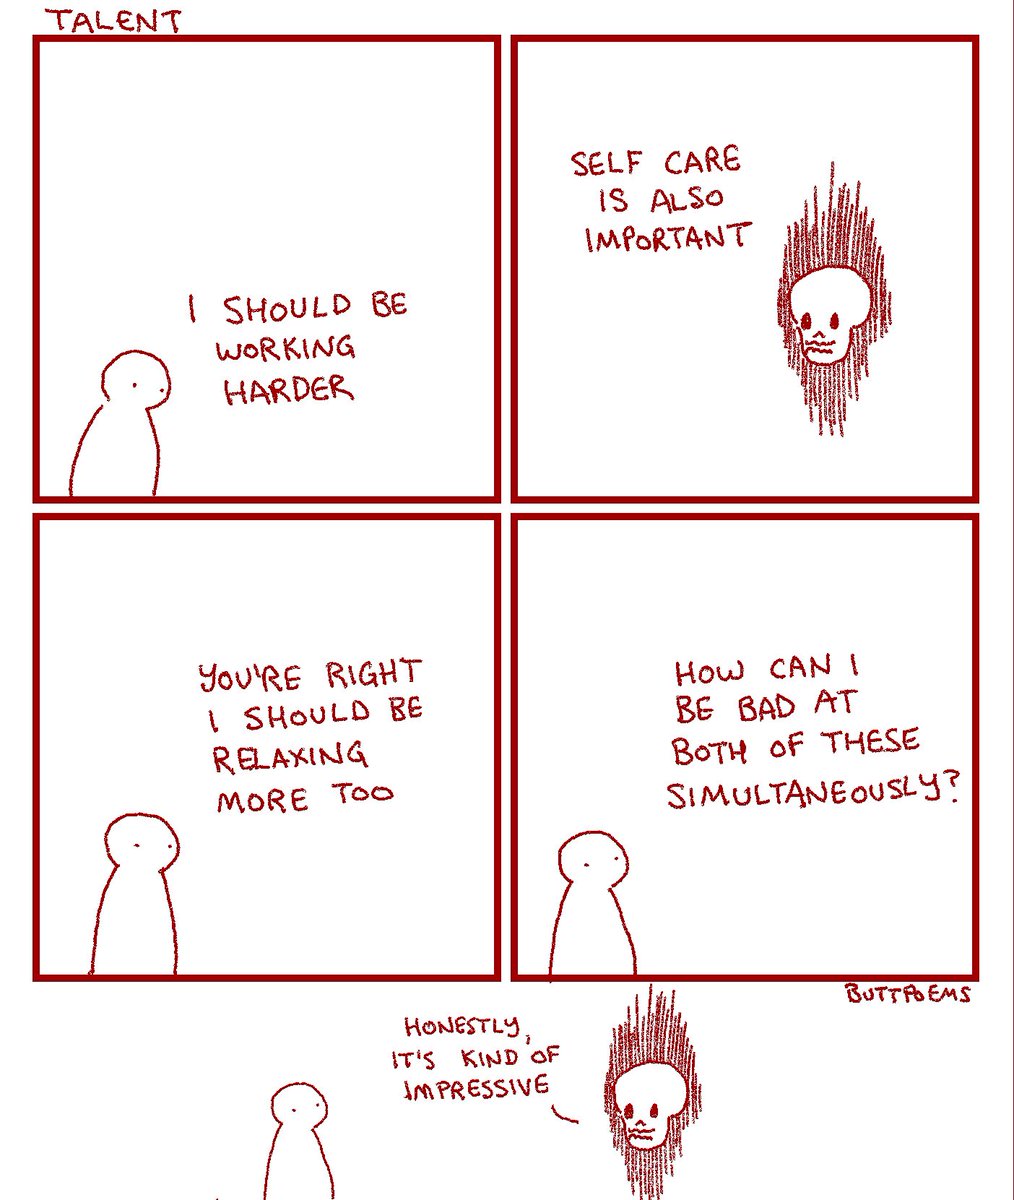 TALENT
I SHOULD BE
WORKING
HARDER
SELF CARE
IS ALSO
IMPORTANT
YOU'RE RIGHT
I SHOULD BE
RELAXING
MORE TOO
HOW CAN I
BE BAD AT
BOTH OF THESE
SIMULTANEOUSLY?
BUTTPOEMS
HONESTLY,
IT'S KIND OF
IMPRESSIVE